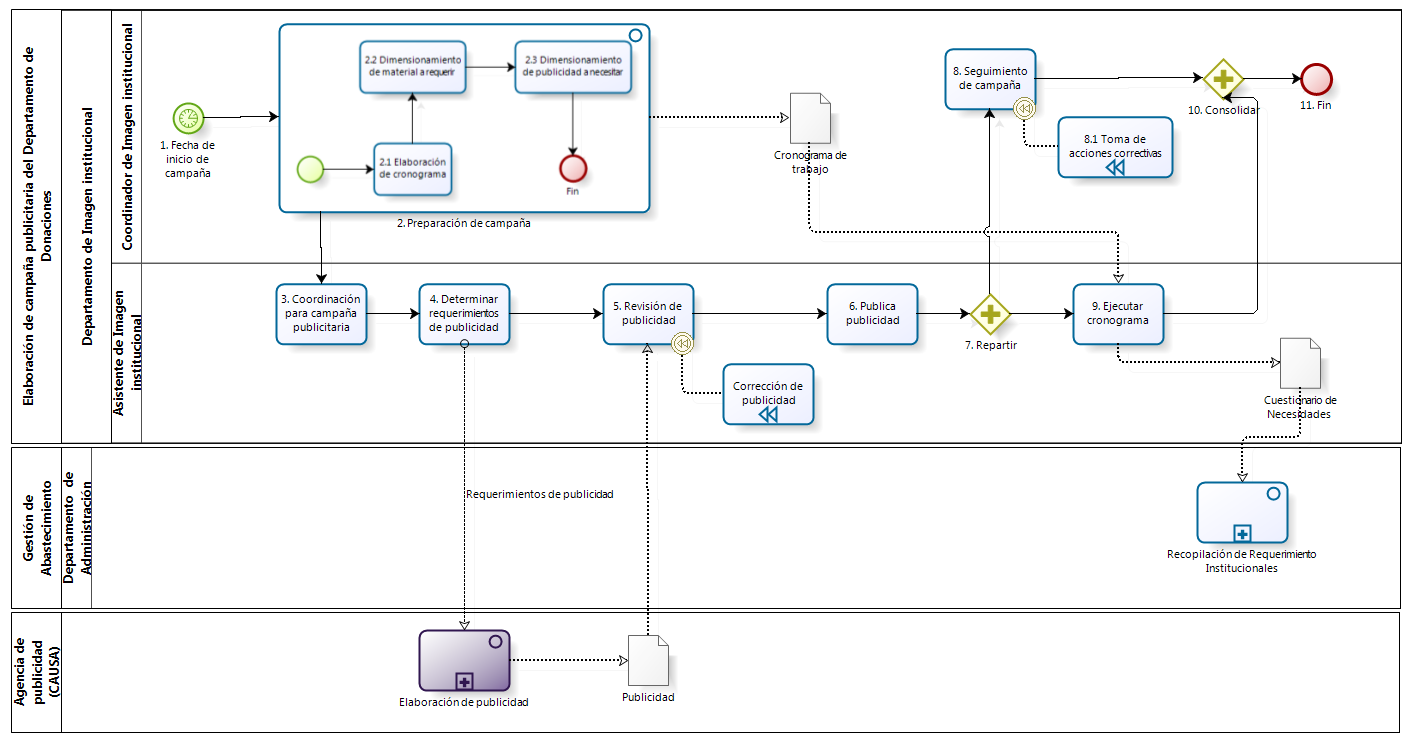 Elaboración de campaña publicitaria del Departamento de
Donaciones
Departamento de Imagen institucional
Coordinador de Imagen institucional
1. Fecha de
inicio de
campaña
2.2 Dimensionamiento
de material a requerir
2.3 Dimensionamiento
de publicidad a necesitar
2.1 Elaboración
de cronograma
Fin
2. Preparación de campaña
Cronograma de
trabajo
8. Seguimiento
de campaña
8.1 Toma de
acciones correctivas
10. Consolidar
11. Fin
Asistente de Imagen
institucional
3. Coordinación
para campaña
publicitaria
4. Determinar
requerimientos
de publicidad
5. Revisión de
publicidad
Corrección de
publicidad
6. Publica
publicidad
7. Repartir
9. Ejecutar
cronograma
Cuestionario de
Necesidades
Gestión de
Abastecimiento
Departamento de
Administración
Requerimientos de publicidad
Recopilación de Requerimiento
Institucionales
Agencia de
publicidad
(CAUSA)
Elaboración de publicidad
Publicidad